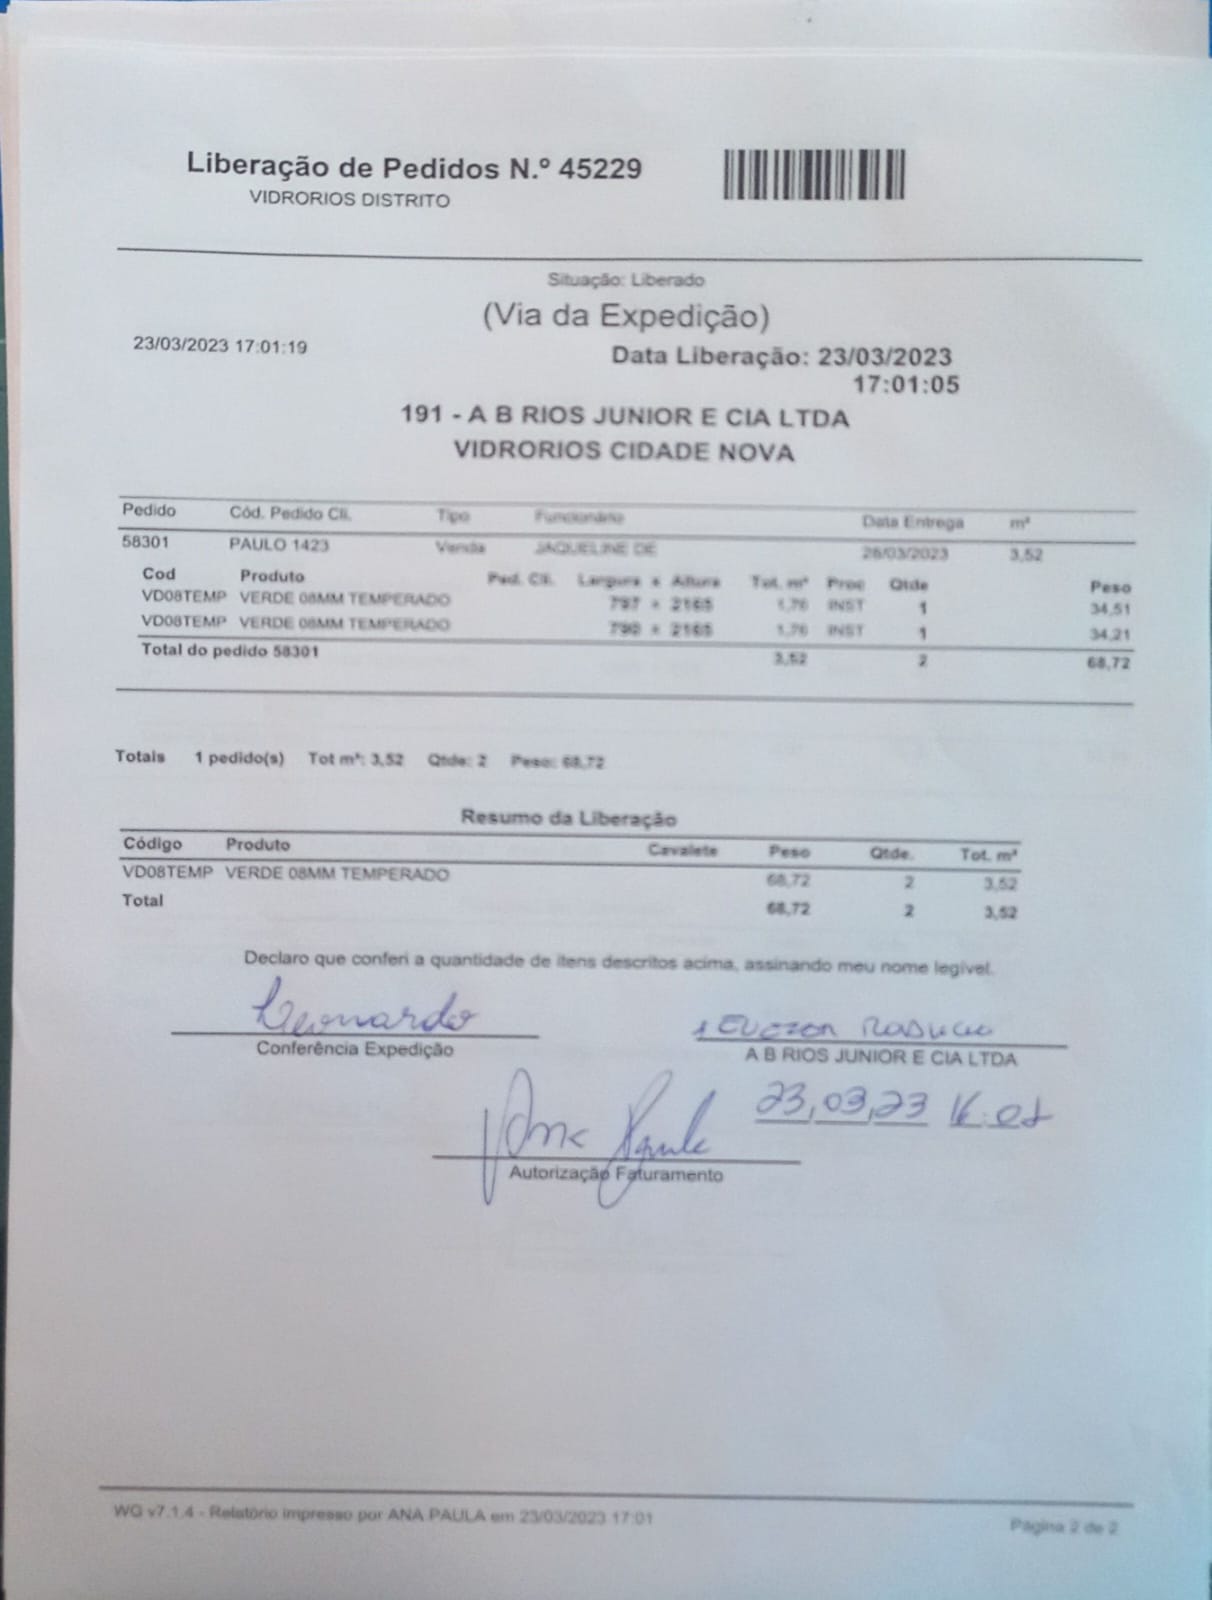 Liberação de Pedidos N.º 45229
VIDRORIOS DISTRITO
Situação: Liberado
(Via da Expedição)
23/03/2023 17:01:19
Data Liberação: 23/03/2023
17:01:05
191 - A B RIOS JUNIOR E CIA LTDA
VIDRORIOS CIDADE NOVA
Pedido Cód. Pedido Cli. Tipo Funcionário Data Entrega m²
58301 PAULO 1423 Venda JAQUELINE DE 28/03/2023 3,52
Cod Produto Ped. Cli. Largura x Altura Tot. m² Proc Qtde Peso
VD08TEMP VERDE 08MM TEMPERADO 797 x 2165 1,76 INST 1 34,51
VD08TEMP VERDE 08MM TEMPERADO 790 x 2165 1,76 INST 1 34,21
Total do pedido 58301 3,52 2 68,72
Totais 1 pedido(s) Tot m²: 3,52 Qtde: 2 Peso: 68,72
Resumo da Liberação
Código Produto Cavalete Peso Qtde. Tot. m²
VD08TEMP VERDE 08MM TEMPERADO 68,72 2 3,52
Total 68,72 2 3,52
Declaro que conferi a quantidade de itens descritos acima, assinando meu nome legível.
Leonardo
Conferência Expedição
A B RIOS JUNIOR E CIA LTDA
23,03,23
Ana Paula
Autorização Faturamento
WG v7.1.4 - Relatório impresso por ANA PAULA em 23/03/2023 17:01
Página 2 de 2